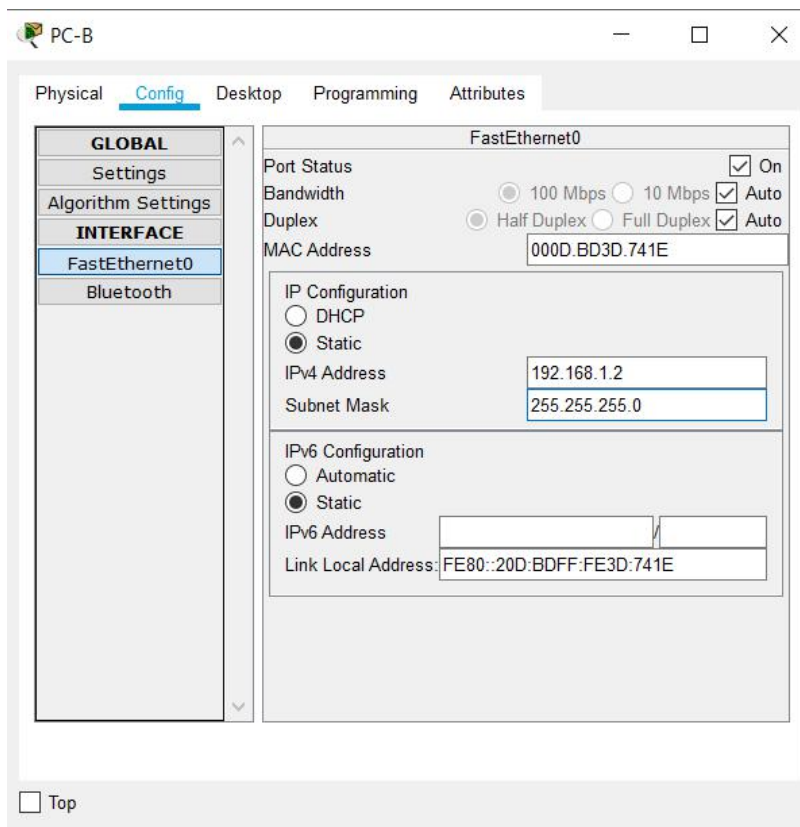 PC-B
Physical Config Desktop Programming Attributes
GLOBAL
Settings
Algorithm Settings
INTERFACE
FastEthernet0
Bluetooth
FastEthernet0
Port Status On
Bandwidth 100 Mbps 10 Mbps Auto
Duplex Half Duplex Full Duplex Auto
MAC Address 000D.BD3D.741E
IP Configuration
DHCP
Static
IPv4 Address 192.168.1.2
Subnet Mask 255.255.255.0
IPv6 Configuration
Automatic
Static
IPv6 Address /
Link Local Address: FE80::20D:BDFF:FE3D:741E
Top